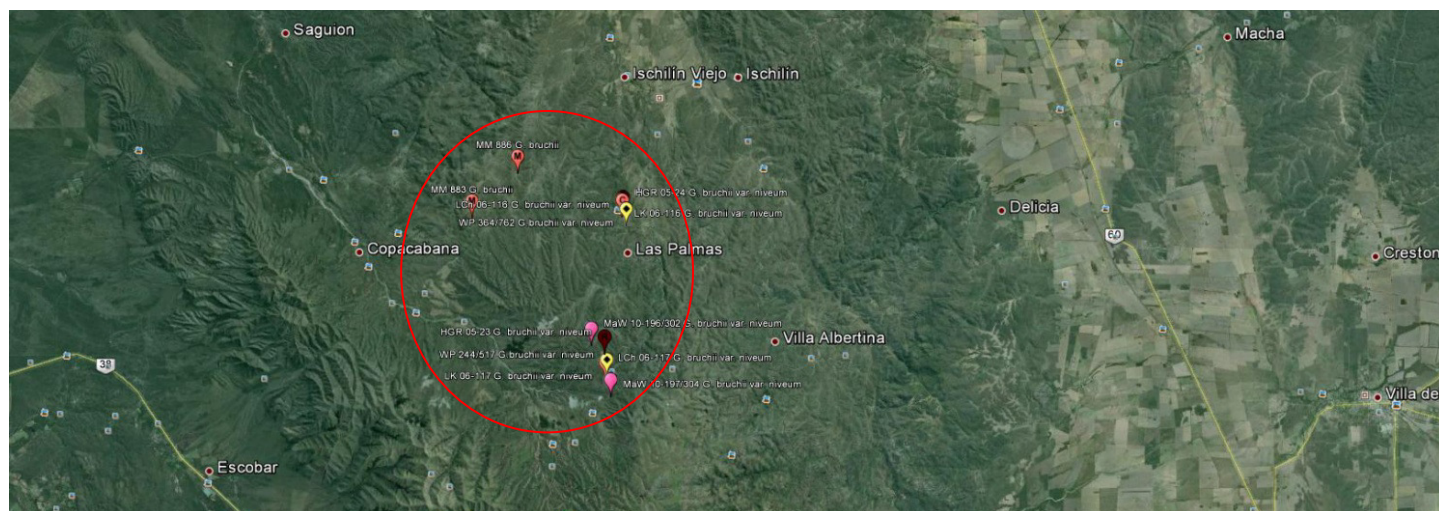 Saguion
Macha
Ischilín Viejo
Ischilín
MM 886 G. bruchii
MM 883 G. bruchii
HGR 05-24 G. bruchii var. niveum
LCh 06-116 G. bruchii var. niveum
LK 06-116 G. bruchii var. niveum
WP 364/762 G. bruchii var. niveum
Delicia
60
Copacabana
Las Palmas
Creston
MaW 10-196/302 G. bruchii var. niveum
HGR 05-23 G. bruchii var. niveum
Villa Albertina
WP 244/517 G. bruchii var. niveum
LCh 06-117 G. bruchii var. niveum
38
LK 06-117 G. bruchii var. niveum
MaW 10-197/304 G. bruchii var. niveum
Villa de
Escobar